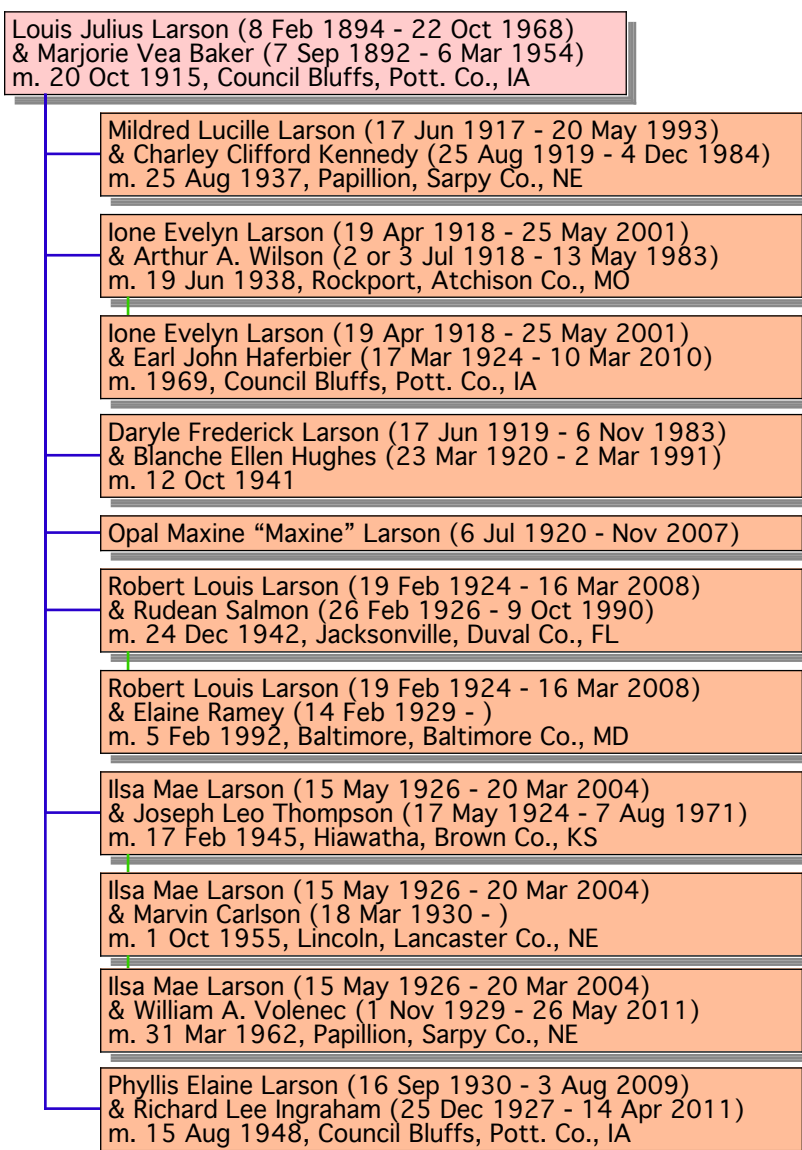 Louis Julius Larson (8 Feb 1894 - 22 Oct 1968)
& Marjorie Vea Baker (7 Sep 1892 - 6 Mar 1954)
m. 20 Oct 1915, Council Bluffs, Pott. Co., IA
Mildred Lucille Larson (17 Jun 1917 - 20 May 1993)
& Charley Clifford Kennedy (25 Aug 1919 - 4 Dec 1984)
m. 25 Aug 1937, Papillion, Sarpy Co., NE
Ione Evelyn Larson (19 Apr 1918 - 25 May 2001)
& Arthur A. Wilson (2 or 3 Jul 1918 - 13 May 1983)
m. 19 Jun 1938, Rockport, Atchison Co., MO
Ione Evelyn Larson (19 Apr 1918 - 25 May 2001)
& Earl John Haferbier (17 Mar 1924 - 10 Mar 2010)
m. 1969, Council Bluffs, Pott. Co., IA
Daryle Frederick Larson (17 Jun 1919 - 6 Nov 1983)
& Blanche Ellen Hughes (23 Mar 1920 - 2 Mar 1991)
m. 12 Oct 1941
Opal Maxine “Maxine” Larson (6 Jul 1920 - Nov 2007)
Robert Louis Larson (19 Feb 1924 - 16 Mar 2008)
& Rudean Salmon (26 Feb 1926 - 9 Oct 1990)
m. 24 Dec 1942, Jacksonville, Duval Co., FL
Robert Louis Larson (19 Feb 1924 - 16 Mar 2008)
& Elaine Ramey (14 Feb 1929 - )
m. 5 Feb 1992, Baltimore, Baltimore Co., MD
Ilsa Mae Larson (15 May 1926 - 20 Mar 2004)
& Joseph Leo Thompson (17 May 1924 - 7 Aug 1971)
m. 17 Feb 1945, Hiawatha, Brown Co., KS
Ilsa Mae Larson (15 May 1926 - 20 Mar 2004)
& Marvin Carlson (18 Mar 1930 - )
m. 1 Oct 1955, Lincoln, Lancaster Co., NE
Ilsa Mae Larson (15 May 1926 - 20 Mar 2004)
& William A. Volenec (1 Nov 1929 - 26 May 2011)
m. 31 Mar 1962, Papillion, Sarpy Co., NE
Phyllis Elaine Larson (16 Sep 1930 - 3 Aug 2009)
& Richard Lee Ingraham (25 Dec 1927 - 14 Apr 2011)
m. 15 Aug 1948, Council Bluffs, Pott. Co., IA